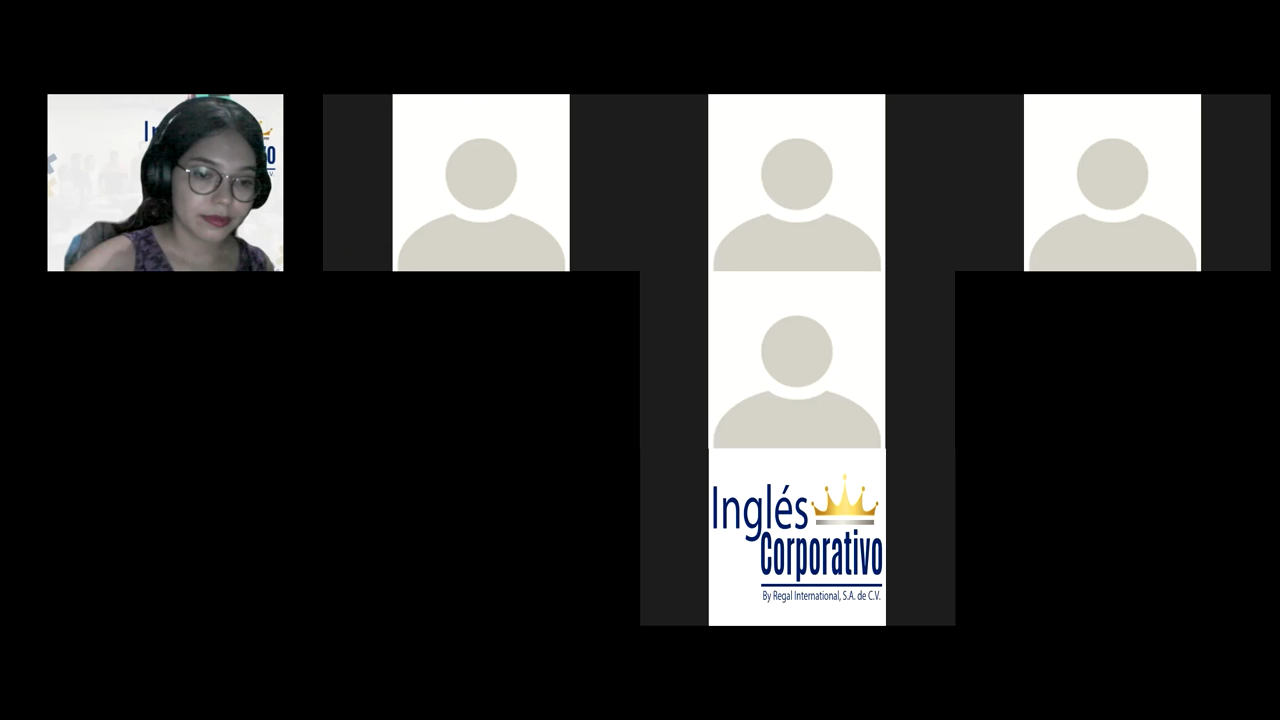 Inglés
Corporativo
By Regal International, S.A. de C.V.